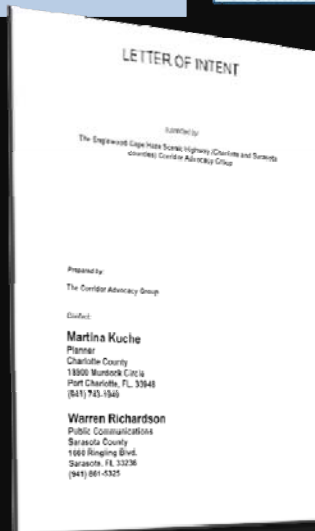 LETTER OF INTENT
Submitted by:
The Englewood Cape Haze Scenic Highway (Charlotte and Sarasota
counties) Corridor Advocacy Group
Prepared by:
The Corridor Advocacy Group
Contact:
Martina Kuche
Planner
Charlotte County
18500 Murdock Circle
Port Charlotte, FL. 33948
(941) 743-1946
Warren Richardson
Public Communications
Sarasota County
1660 Ringling Blvd.
Sarasota, FL 33236
(941) 861-5325